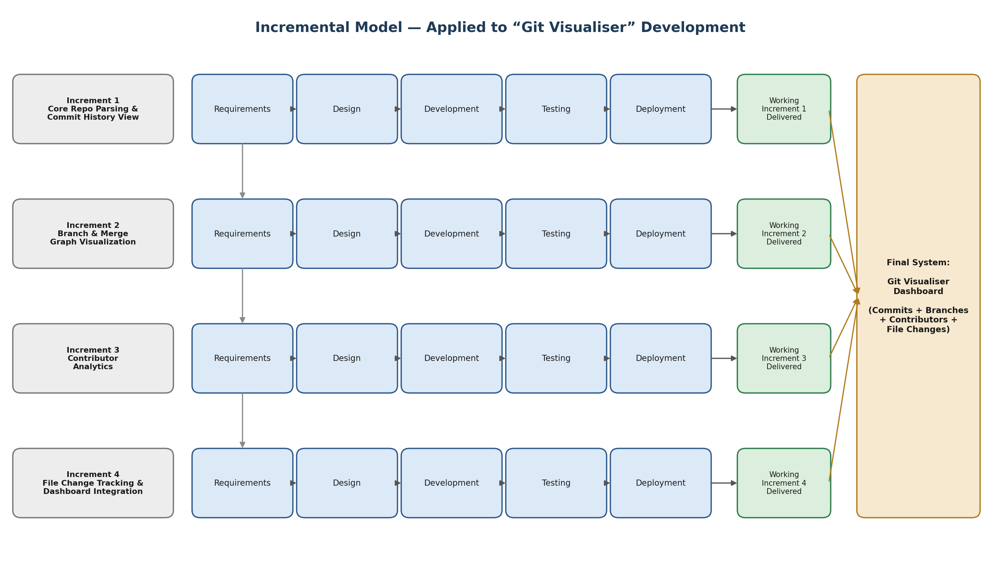 Incremental Model — Applied to “Git Visualiser” Development
Increment 1
Core Repo Parsing &
Commit History View
Requirements
Design
Development
Testing
Deployment
Working
Increment 1
Delivered
Increment 2
Branch & Merge
Graph Visualization
Requirements
Design
Development
Testing
Deployment
Working
Increment 2
Delivered
Increment 3
Contributor
Analytics
Requirements
Design
Development
Testing
Deployment
Working
Increment 3
Delivered
Increment 4
File Change Tracking &
Dashboard Integration
Requirements
Design
Development
Testing
Deployment
Working
Increment 4
Delivered
Final System:
Git Visualiser
Dashboard
(Commits + Branches
+ Contributors +
File Changes)